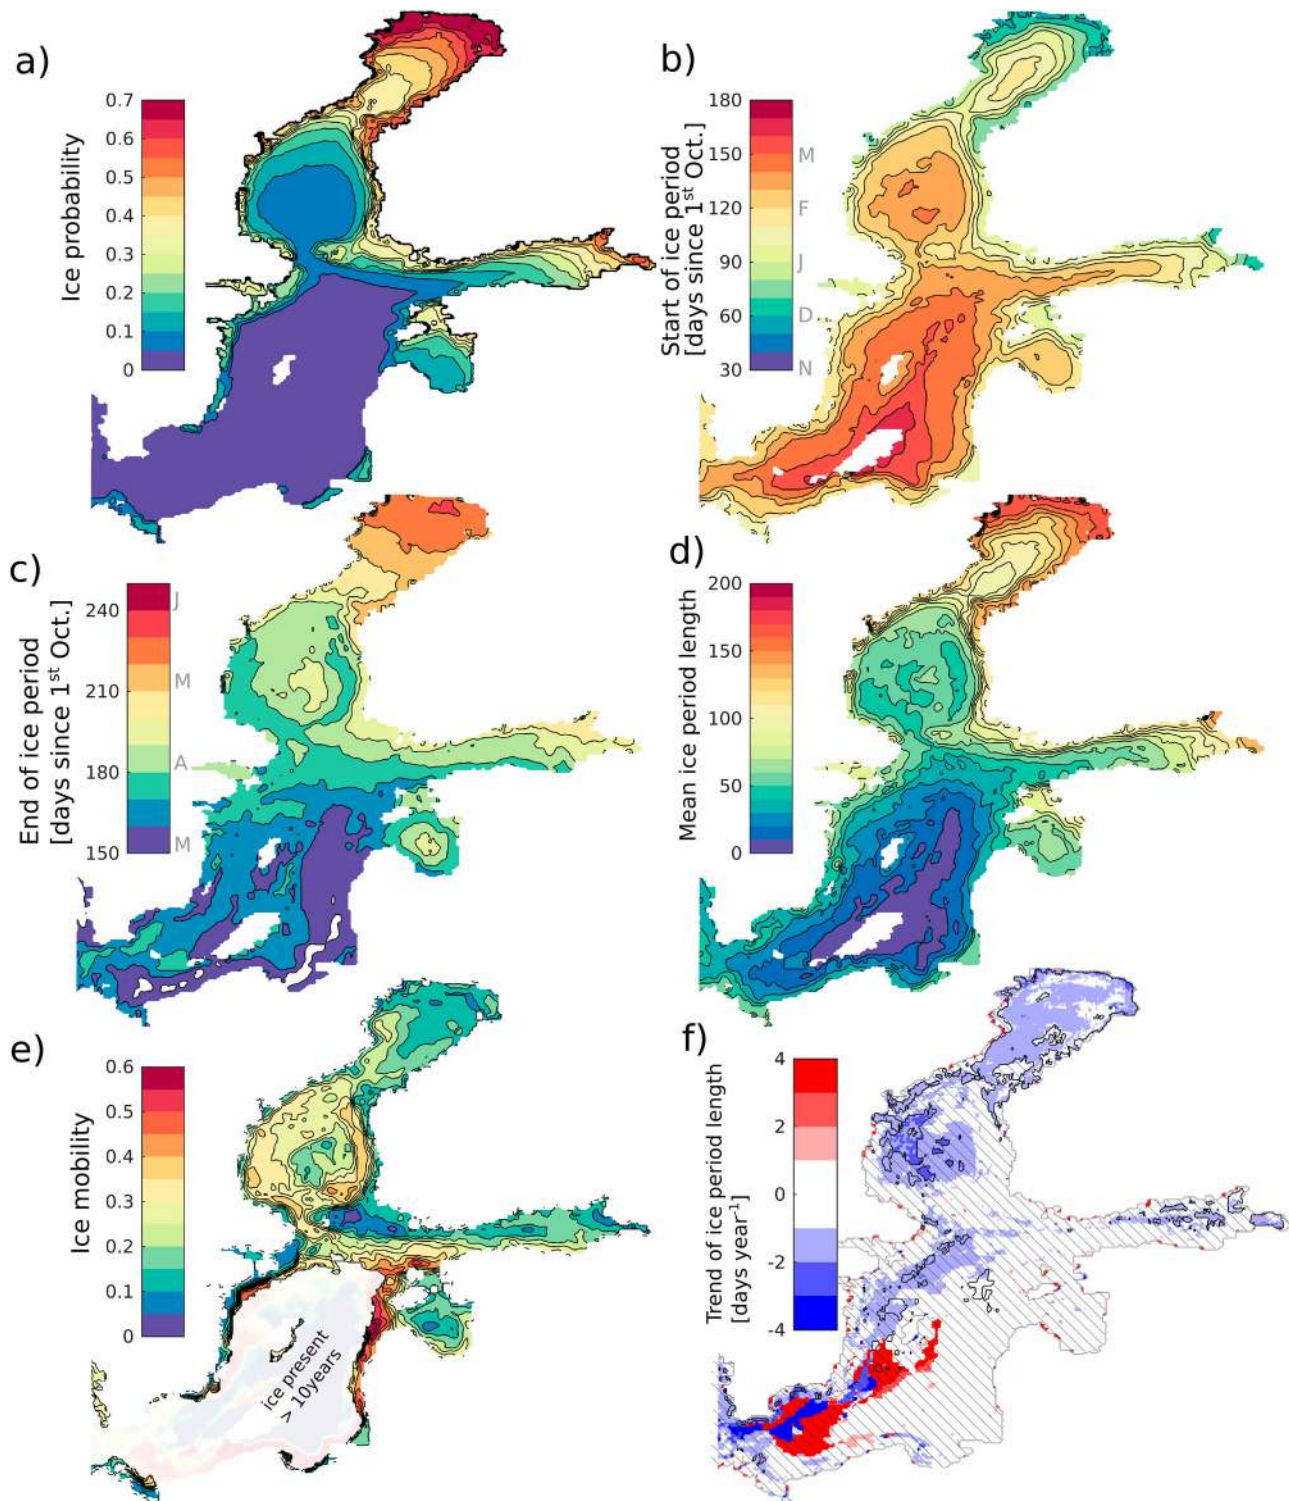 a)
Ice probability
0.7
0.6
0.5
0.4
0.3
0.2
0.1
0
b)
Start of ice period
[days since 1st Oct.]
180
150
120
90
60
30
M
F
J
D
N
c)
End of ice period
[days since 1st Oct.]
240
210
180
150
J
M
A
M
d)
Mean ice period length
200
150
100
50
0
e)
Ice mobility
0.6
0.5
0.4
0.3
0.2
0.1
0
ice present
> 10years
f)
Trend of ice period length
[days year-1]
4
2
0
-2
-4